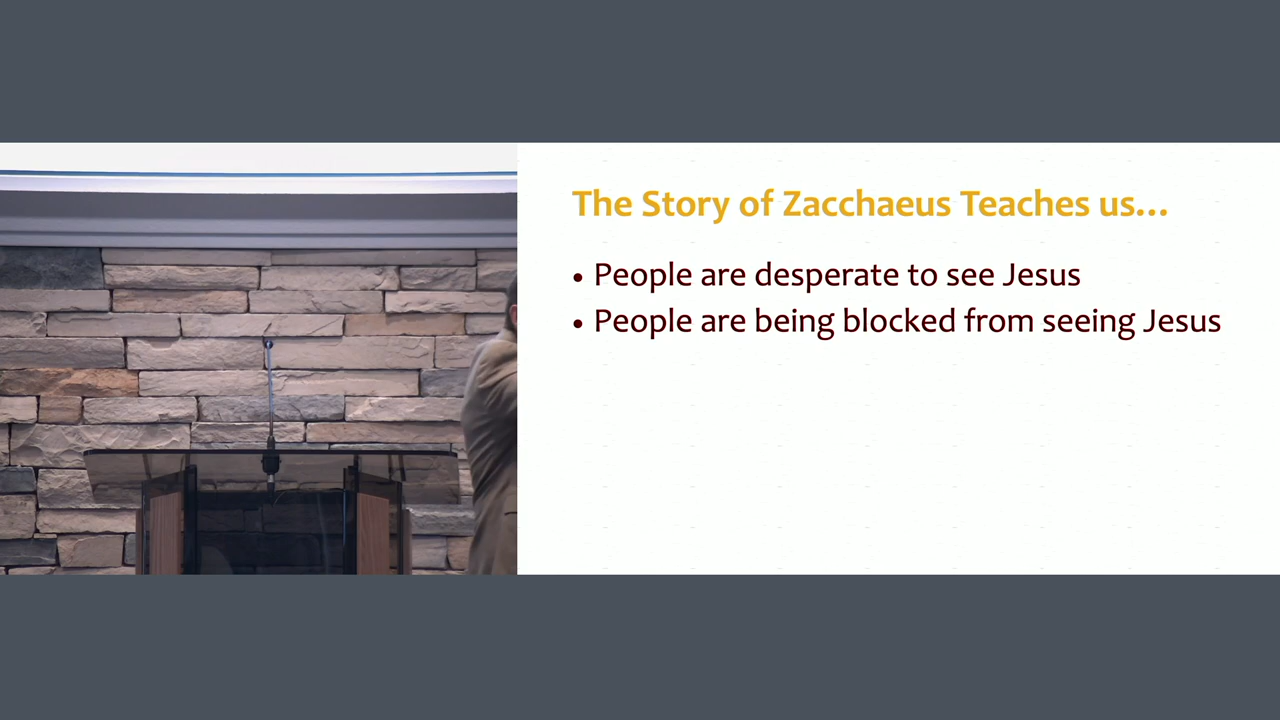 The Story of Zacchaeus Teaches us...
• People are desperate to see Jesus
• People are being blocked from seeing Jesus